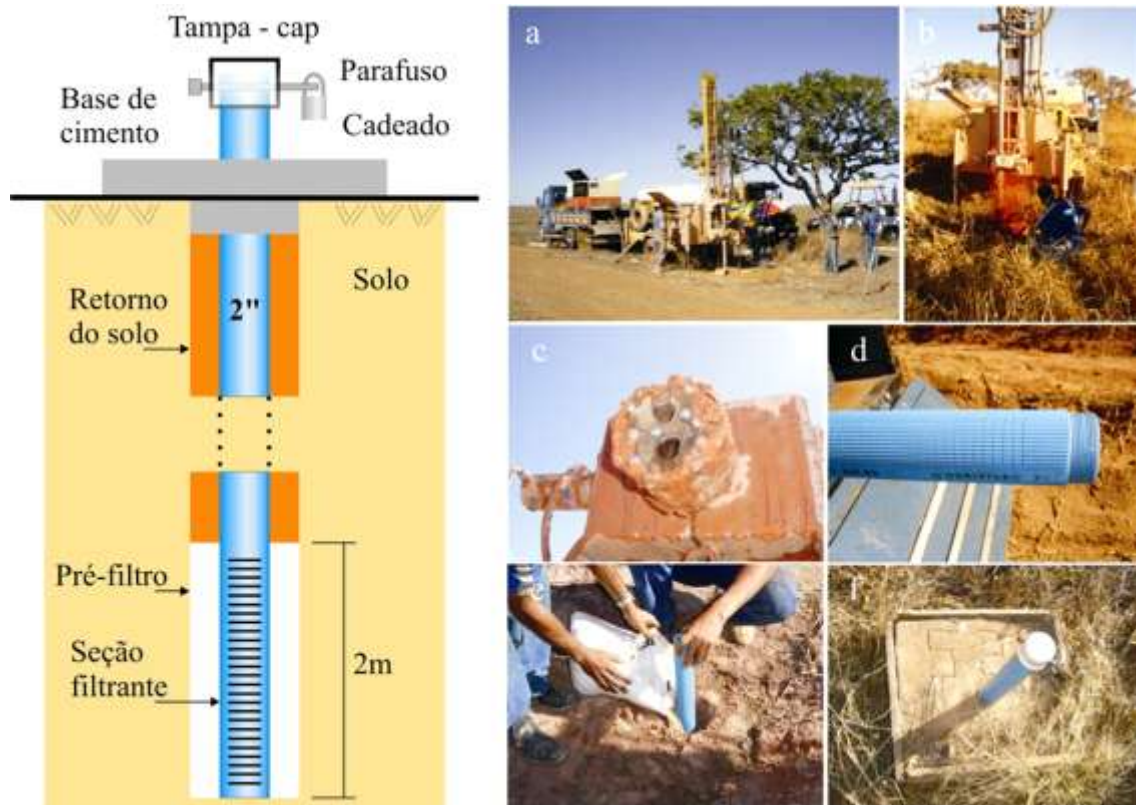 Tampa - cap
Parafuso
Base de
cimento
Cadeado
Retorno
do solo
2"
Solo
Pré-filtro
Seção
filtrante
2m
a
b
c
d
f